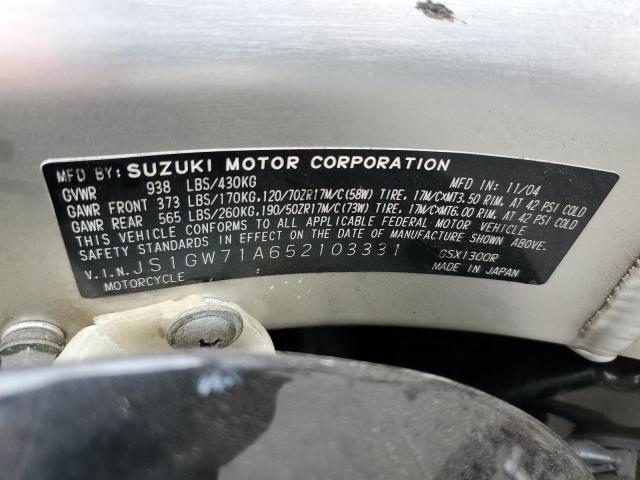 MFD BY: SUZUKI MOTOR CORPORATION MFD IN: 11/04
GVWR 938 LBS/430KG
GAWR FRONT 373 LBS/170KG, 120/70ZR17M/C(58W) TIRE, 17M/C×MT3.50 RIM, AT 42 PSI COLD
GAWR REAR 565 LBS/260KG, 190/50ZR17M/C(73W) TIRE, 17M/C×MT6.00 RIM, AT 42 PSI COLD
THIS VEHICLE CONFORMS TO ALL APPLICABLE FEDERAL MOTOR VEHICLE
SAFETY STANDARDS IN EFFECT ON THE DATE OF MANUFACTURE SHOWN ABOVE.
V.I.N. JS1GW71A652103331 GSX1300R
MOTORCYCLE MADE IN JAPAN